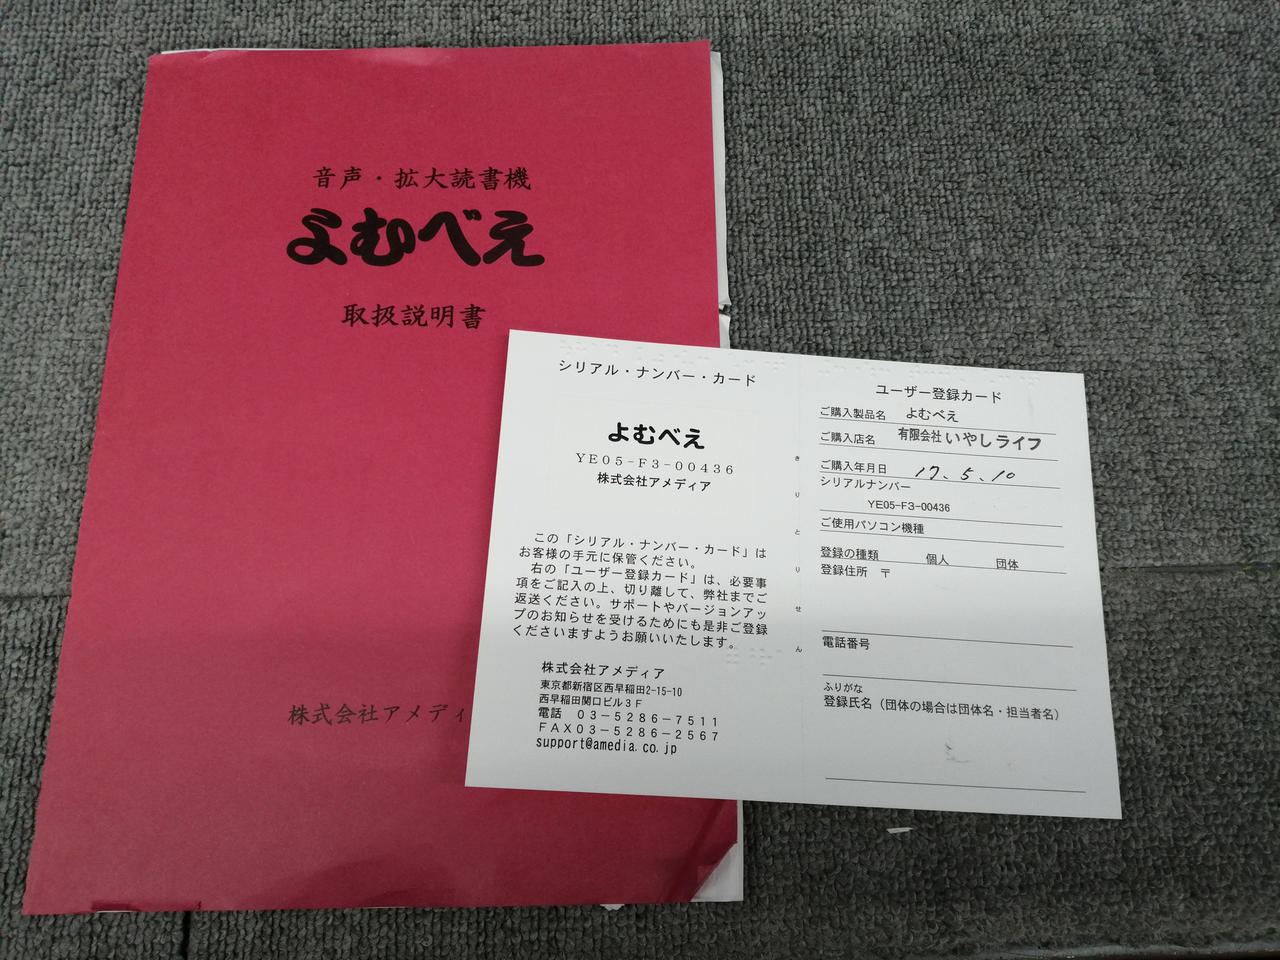 音声・拡大読書機
よむべえ
取扱説明書
株式会社アメディ
シリアル・ナンバー・カード
よむべえ
YE05-F3-00436
株式会社アメディア
この「シリアル・ナンバー・カード」は
お客様の手元に保管ください。
右の「ユーザー登録カード」は、必要事
項をご記入の上、切り離して、弊社までご
返送ください。サポートやバージョンアッ
プのお知らせを受けるためにも是非ご登録
くださいますようお願いいたします。
株式会社アメディア
東京都新宿区西早稲田2-15-10
西早稲田関口ビル3F
電話 03-5286-7511
FAX03-5286-2567
support@amedia.co.jp
きりとりせん
ユーザー登録カード
ご購入製品名 よむべえ
ご購入店名 有限会社いやしライフ
ご購入年月日 17.5.10
シリアルナンバー
YE05-F3-00436
ご使用パソコン機種
登録の種類 個人 団体
登録住所 〒
電話番号
ふりがな
登録氏名(団体の場合は団体名・担当者名)